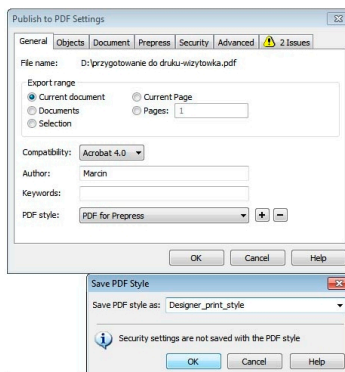 Publish to PDF Settings
General Objects Document Prepress Security Advanced 2 Issues
File name: D:\przygotowanie do druku-wizytowka.pdf
Export range
Current document Current Page
Documents Pages: 1
Selection
Compatibility: Acrobat 4.0
Author: Marcin
Keywords:
PDF style: PDF for Prepress
OK Cancel Help
Save PDF Style
Save PDF style as: Designer_print_style
Security settings are not saved with the PDF style
OK Cancel Help